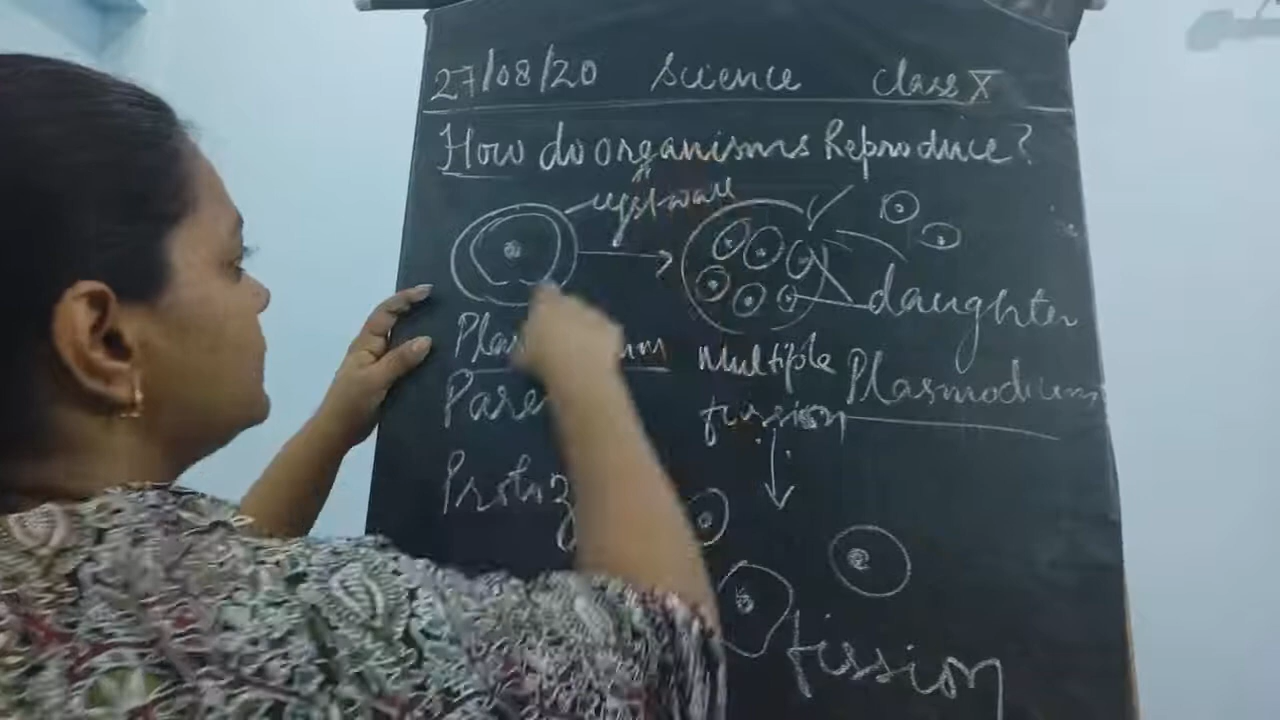 27/08/20 Science Class X
How do organisms Reproduce?
cyst wall
daughter
Multiple Plasmodium
fission
fission